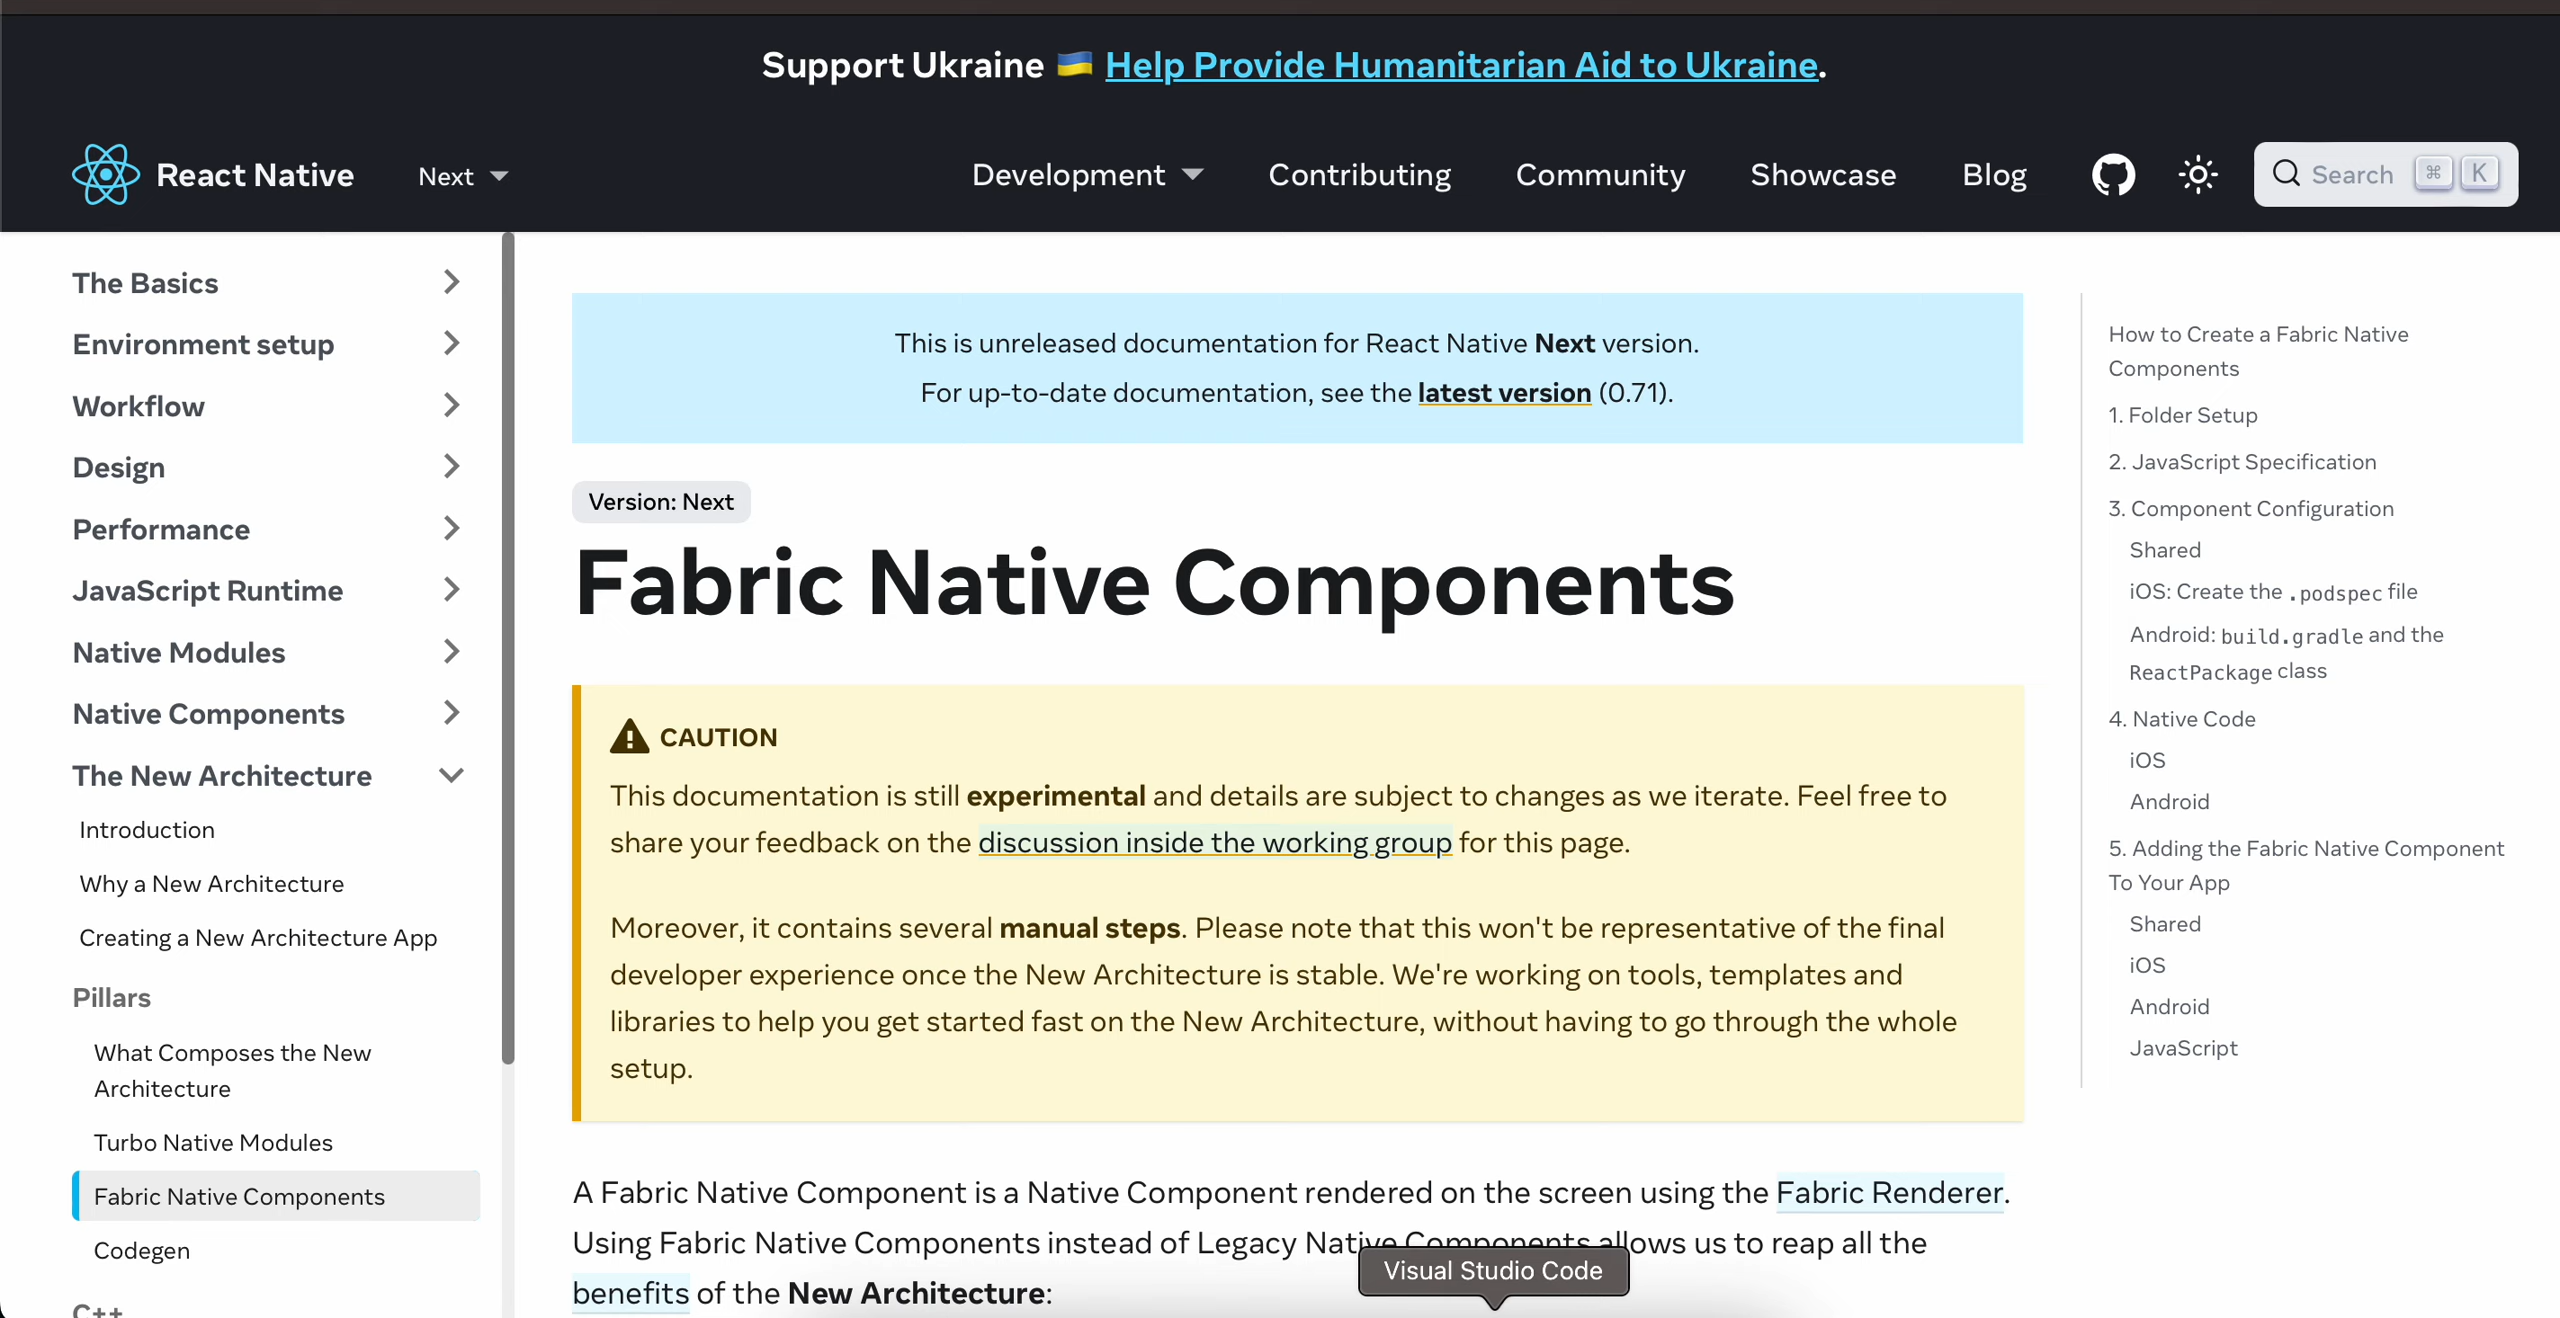 Support Ukraine 🇺🇦 Help Provide Humanitarian Aid to Ukraine.
React Native
Next
Development
Contributing
Community
Showcase
Blog
Search ⌘ K
The Basics
Environment setup
Workflow
Design
Performance
JavaScript Runtime
Native Modules
Native Components
The New Architecture
Introduction
Why a New Architecture
Creating a New Architecture App
Pillars
What Composes the New
Architecture
Turbo Native Modules
Fabric Native Components
Codegen
C++
This is unreleased documentation for React Native Next version.
For up-to-date documentation, see the latest version (0.71).
Version: Next
Fabric Native Components
CAUTION
This documentation is still experimental and details are subject to changes as we iterate. Feel free to
share your feedback on the discussion inside the working group for this page.
Moreover, it contains several manual steps. Please note that this won't be representative of the final
developer experience once the New Architecture is stable. We're working on tools, templates and
libraries to help you get started fast on the New Architecture, without having to go through the whole
setup.
A Fabric Native Component is a Native Component rendered on the screen using the Fabric Renderer.
Using Fabric Native Components instead of Legacy Native Components allows us to reap all the
benefits of the New Architecture:
Visual Studio Code
How to Create a Fabric Native
Components
1. Folder Setup
2. JavaScript Specification
3. Component Configuration
Shared
iOS: Create the .podspec file
Android: build.gradle and the
ReactPackage class
4. Native Code
iOS
Android
5. Adding the Fabric Native Component
To Your App
Shared
iOS
Android
JavaScript